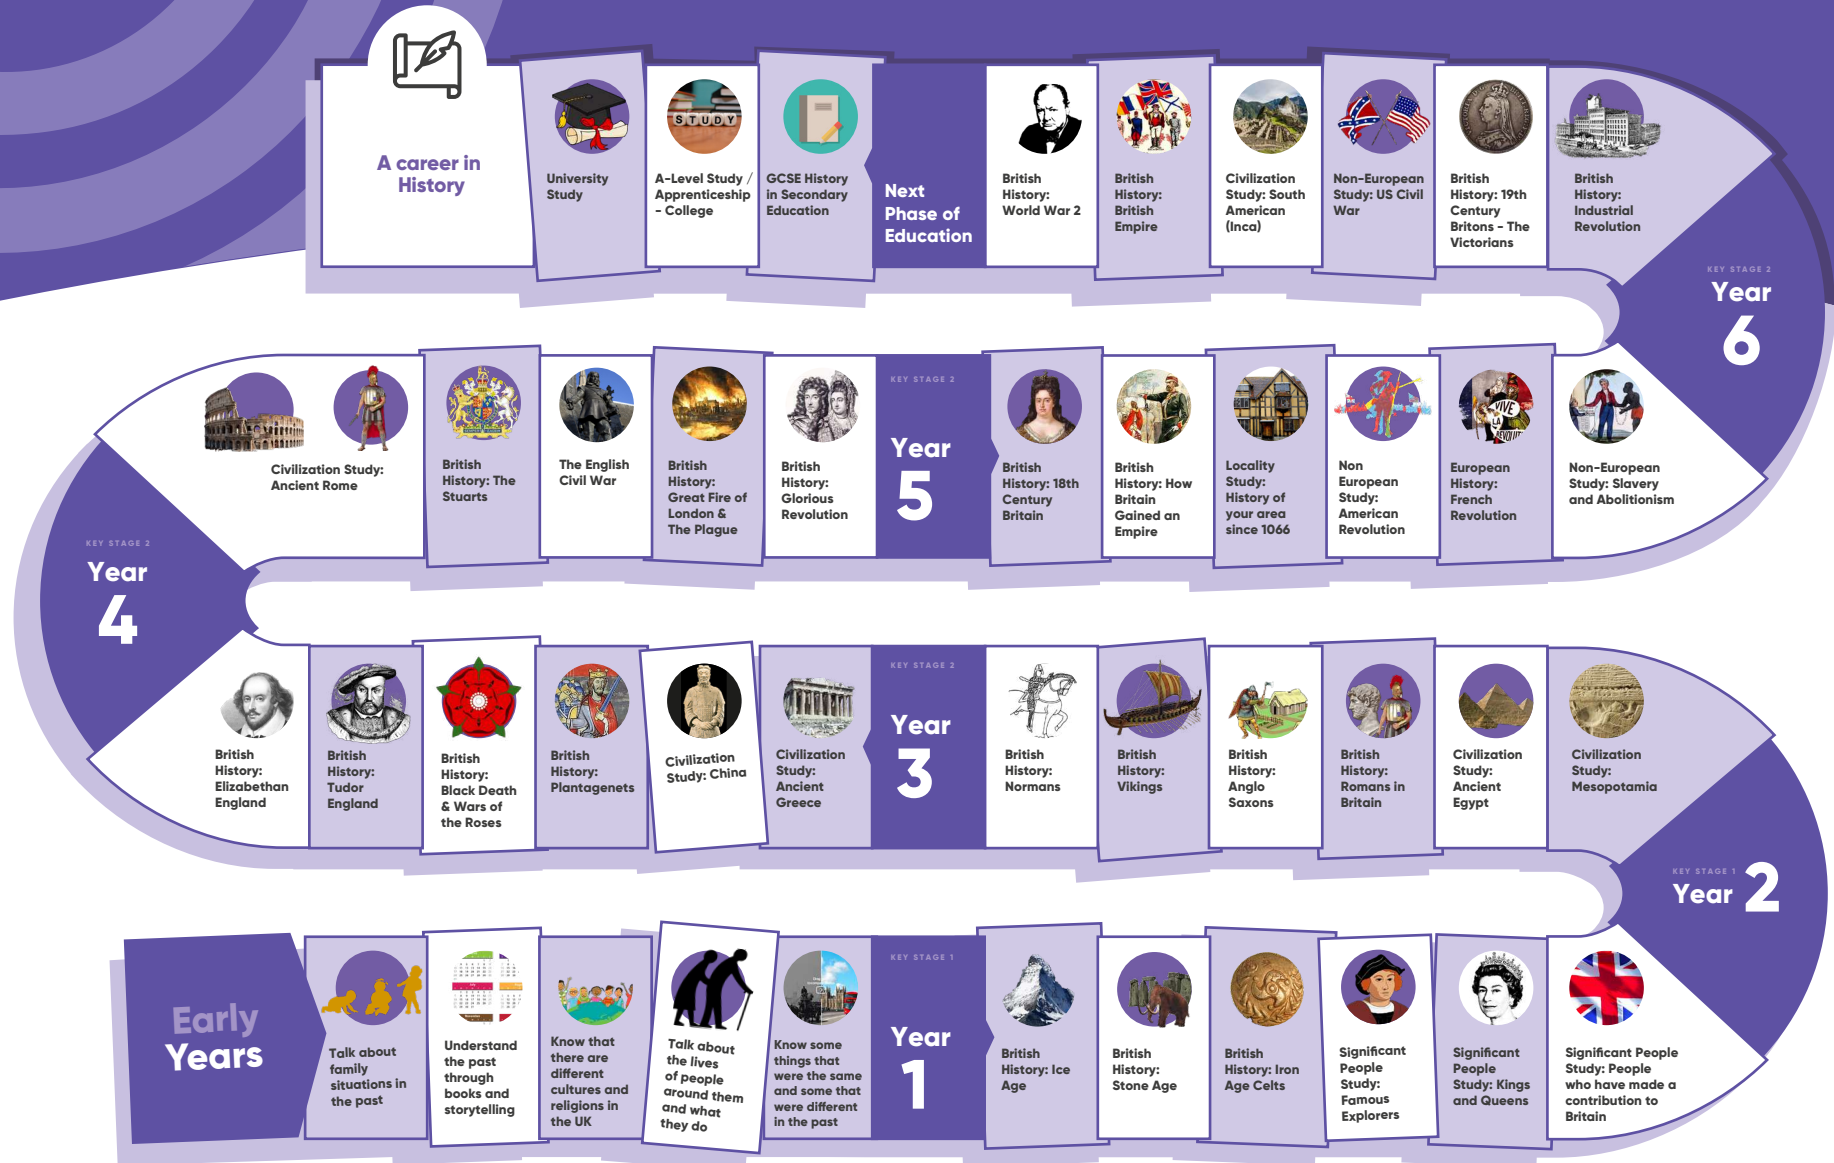 A career in
History
University
Study
STUDY
A-Level Study /
Apprenticeship
- College
GCSE History
in Secondary
Education
Next
Phase of
Education
British
History:
World War 2
British
History:
British
Empire
Civilization
Study: South
American
(Inca)
Non-European
Study: US Civil
War
British
History: 19th
Century
Britons - The
Victorians
British
History:
Industrial
Revolution
KEY STAGE 2
Year
6
Civilization Study:
Ancient Rome
British
History: The
Stuarts
The English
Civil War
British
History:
Great Fire of
London &
The Plague
British
History:
Glorious
Revolution
KEY STAGE 2
Year
5
British
History: 18th
Century
Britain
British
History: How
Britain
Gained an
Empire
Locality
Study:
History of
your area
since 1066
Non
European
Study:
American
Revolution
VIVE
LA
European
History:
French
Revolution
Non-European
Study: Slavery
and Abolitionism
KEY STAGE 2
Year
4
British
History:
Elizabethan
England
British
History:
Tudor
England
British
History:
Black Death
& Wars of
the Roses
British
History:
Plantagenets
Civilization
Study: China
Civilization
Study:
Ancient
Greece
KEY STAGE 2
Year
3
British
History:
Normans
British
History:
Vikings
British
History:
Anglo
Saxons
British
History:
Romans in
Britain
Civilization
Study:
Ancient
Egypt
Civilization
Study:
Mesopotamia
KEY STAGE 1
Year 2
Early
Years
Talk about
family
situations in
the past
Understand
the past
through
books and
storytelling
Know that
there are
different
cultures and
religions in
the UK
Talk about
the lives
of people
around them
and what
they do
Know some
things that
were the same
and some that
were different
in the past
KEY STAGE 1
Year
1
British
History: Ice
Age
British
History:
Stone Age
British
History: Iron
Age Celts
Significant
People
Study:
Famous
Explorers
Significant
People
Study: Kings
and Queens
Significant People
Study: People
who have made a
contribution to
Britain